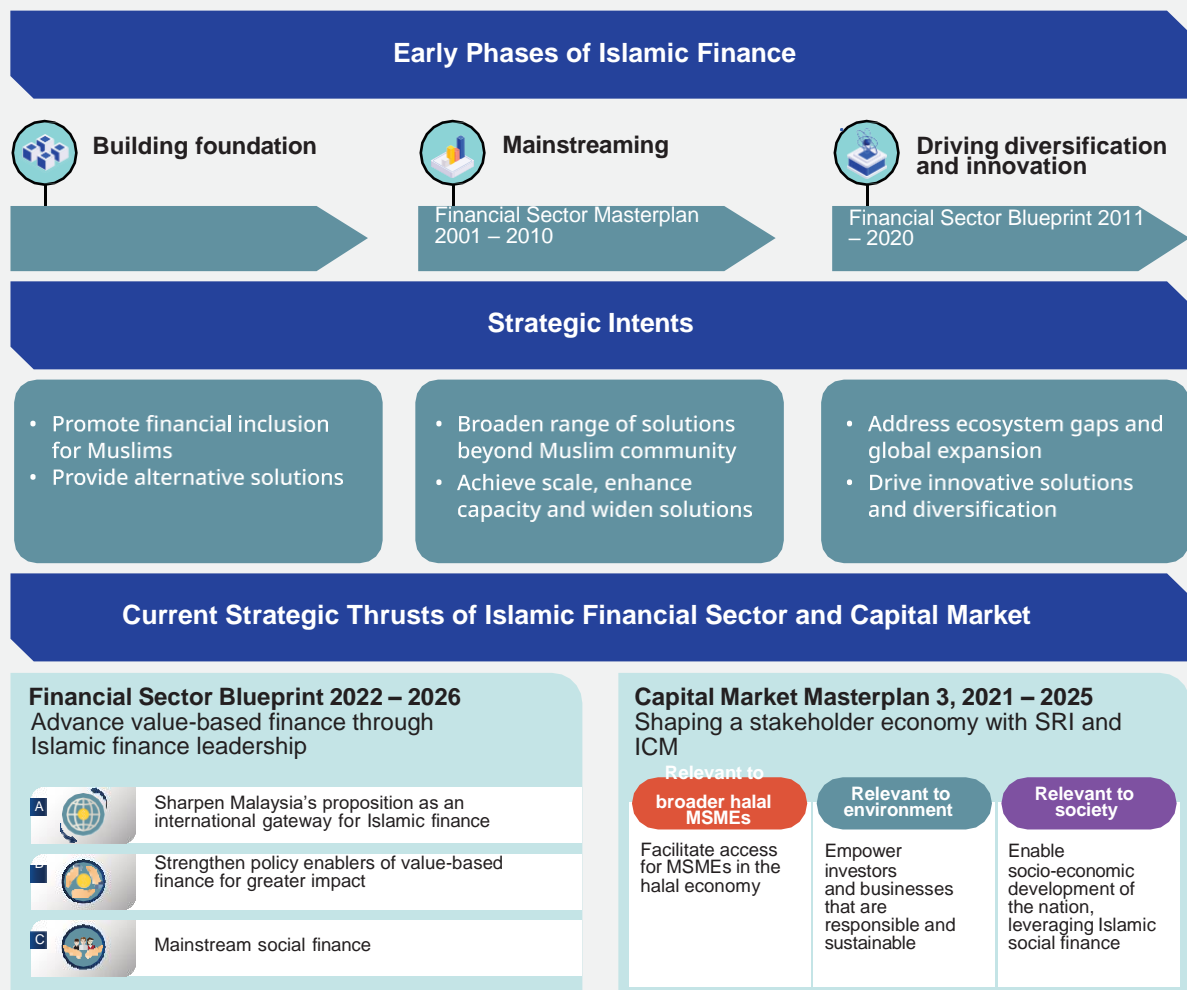 Early Phases of Islamic Finance
Building foundation
Mainstreaming
Driving diversification
and innovation
Financial Sector Masterplan
2001 – 2010
Financial Sector Blueprint 2011
– 2020
Strategic Intents
• Promote financial inclusion
for Muslims
• Provide alternative solutions
• Broaden range of solutions
beyond Muslim community
• Achieve scale, enhance
capacity and widen solutions
• Address ecosystem gaps and
global expansion
• Drive innovative solutions
and diversification
Current Strategic Thrusts of Islamic Financial Sector and Capital Market
Financial Sector Blueprint 2022 – 2026
Advance value-based finance through
Islamic finance leadership
A
Sharpen Malaysia’s proposition as an
international gateway for Islamic finance
Strengthen policy enablers of value-based
finance for greater impact
C
Mainstream social finance
Capital Market Masterplan 3, 2021 – 2025
Shaping a stakeholder economy with SRI and
ICM
Relevant to
broader halal
MSMEs
Facilitate access
for MSMEs in the
halal economy
Relevant to
environment
Empower
investors
and businesses
that are
responsible and
sustainable
Relevant to
society
Enable
socio-economic
development of
the nation,
leveraging Islamic
social finance